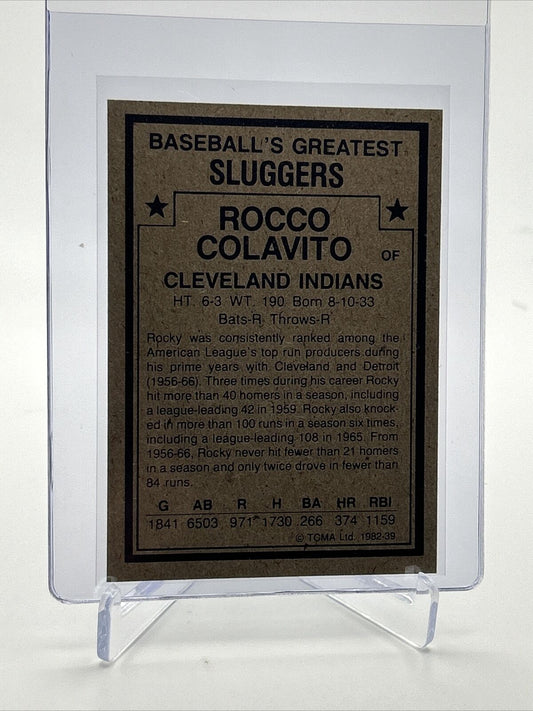 BASEBALL'S GREATEST
SLUGGERS
ROCCO
COLAVITO OF
CLEVELAND INDIANS
HT. 6-3 WT. 190 Born 8-10-33
Bats-R Throws-R
Rocky was consistently ranked among the
American League's top run producers during
his prime years with Cleveland and Detroit
(1956-66). Three times during his career Rocky
hit more than 40 homers in a season, including
a league-leading 42 in 1959. Rocky also knock-
ed in more than 100 runs in a season six times,
including a league-leading 108 in 1965. From
1956-66, Rocky never hit fewer than 21 homers
in a season and only twice drove in fewer than
84 runs.
G AB R H BA HR RBI
1841 6503 971 1730 .266 374 1159
© TCMA Ltd. 1982-39